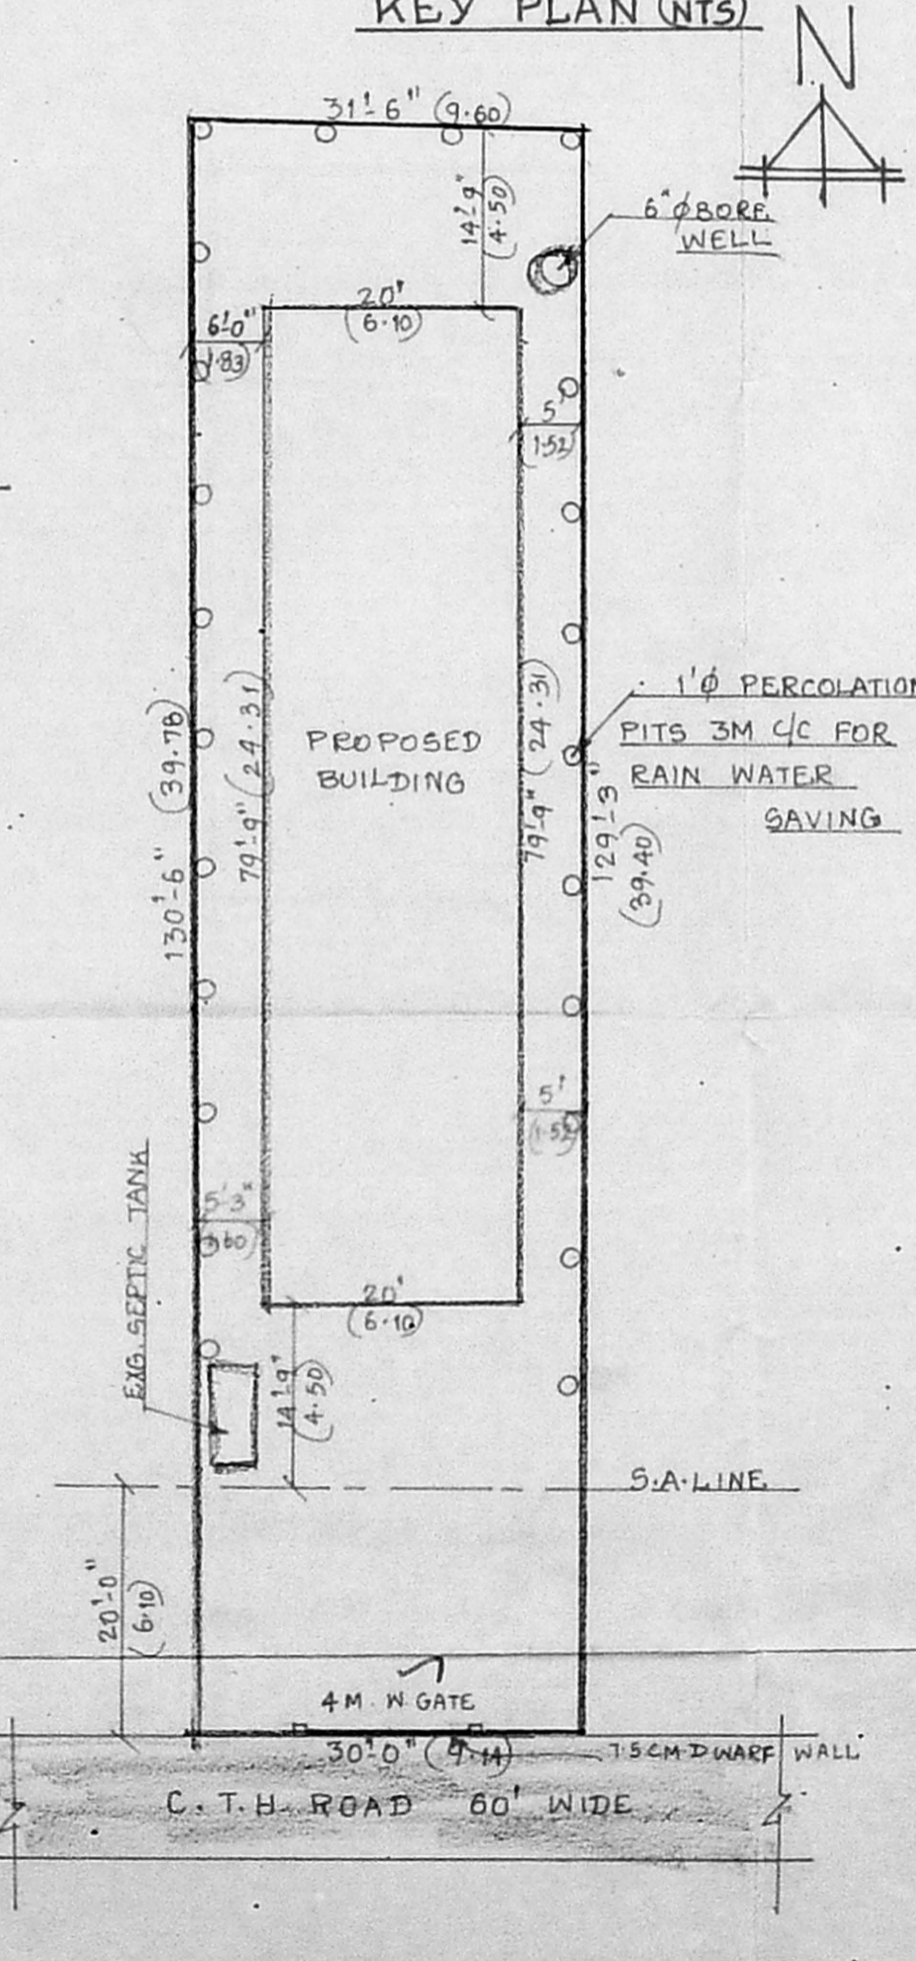 KEY PLAN (NTS)
N
31'-6" (9.60)
14'-9"
(4.50)
6"Ø BORE
WELL
20'
(6.10)
6'-0"
(1.83)
5'
(1.52)
1'Ø PERCOLATION
PITS 3M C/C FOR
RAIN WATER
SAVING
PROPOSED
BUILDING
130'-6" (39.78)
79'-9" (24.31)
79'-9" (24.31)
129'-3"
(39.40)
5'
(1.52)
5'-3"
(1.60)
EXG. SEPTIC TANK
20'
(6.10)
14'-9"
(4.50)
S.A. LINE
20'-0"
(6.10)
4 M. W GATE
30'-0" (9.14)
7.5 CM DWARF WALL
C.T.H. ROAD 60' WIDE